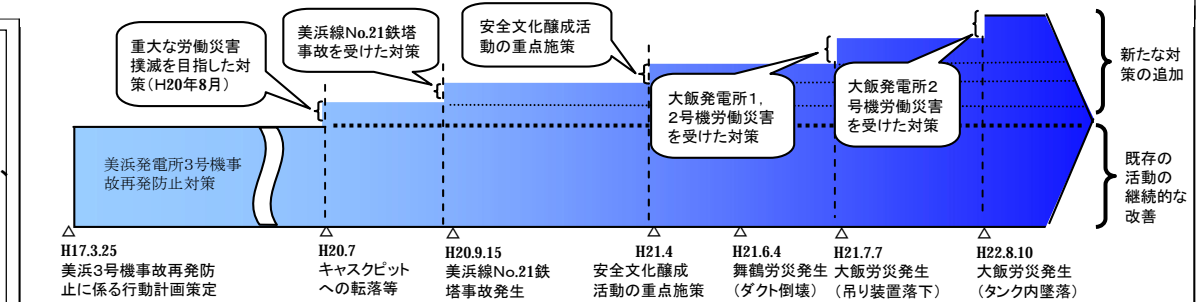 重大な労働災害
撲滅を目指した対
策(H20年8月)
美浜線No.21鉄塔
事故を受けた対策
安全文化醸成活
動の重点施策
大飯発電所1,
2号機労働災害
を受けた対策
大飯発電所2
号機労働災害
を受けた対策
新たな対
策の追加
美浜発電所3号機事
故再発防止対策
既存の
活動の
継続的な
改善
H17.3.25
美浜3号機事故再発防
止に係る行動計画策定
H20.7
キャスクピット
への転落等
H20.9.15
美浜線No.21鉄
塔事故発生
H21.4
安全文化醸成
活動の重点施策
H21.6.4
舞鶴労災発生
(ダクト倒壊)
H21.7.7
大飯労災発生
(吊り装置落下)
H22.8.10
大飯労災発生
(タンク内墜落)